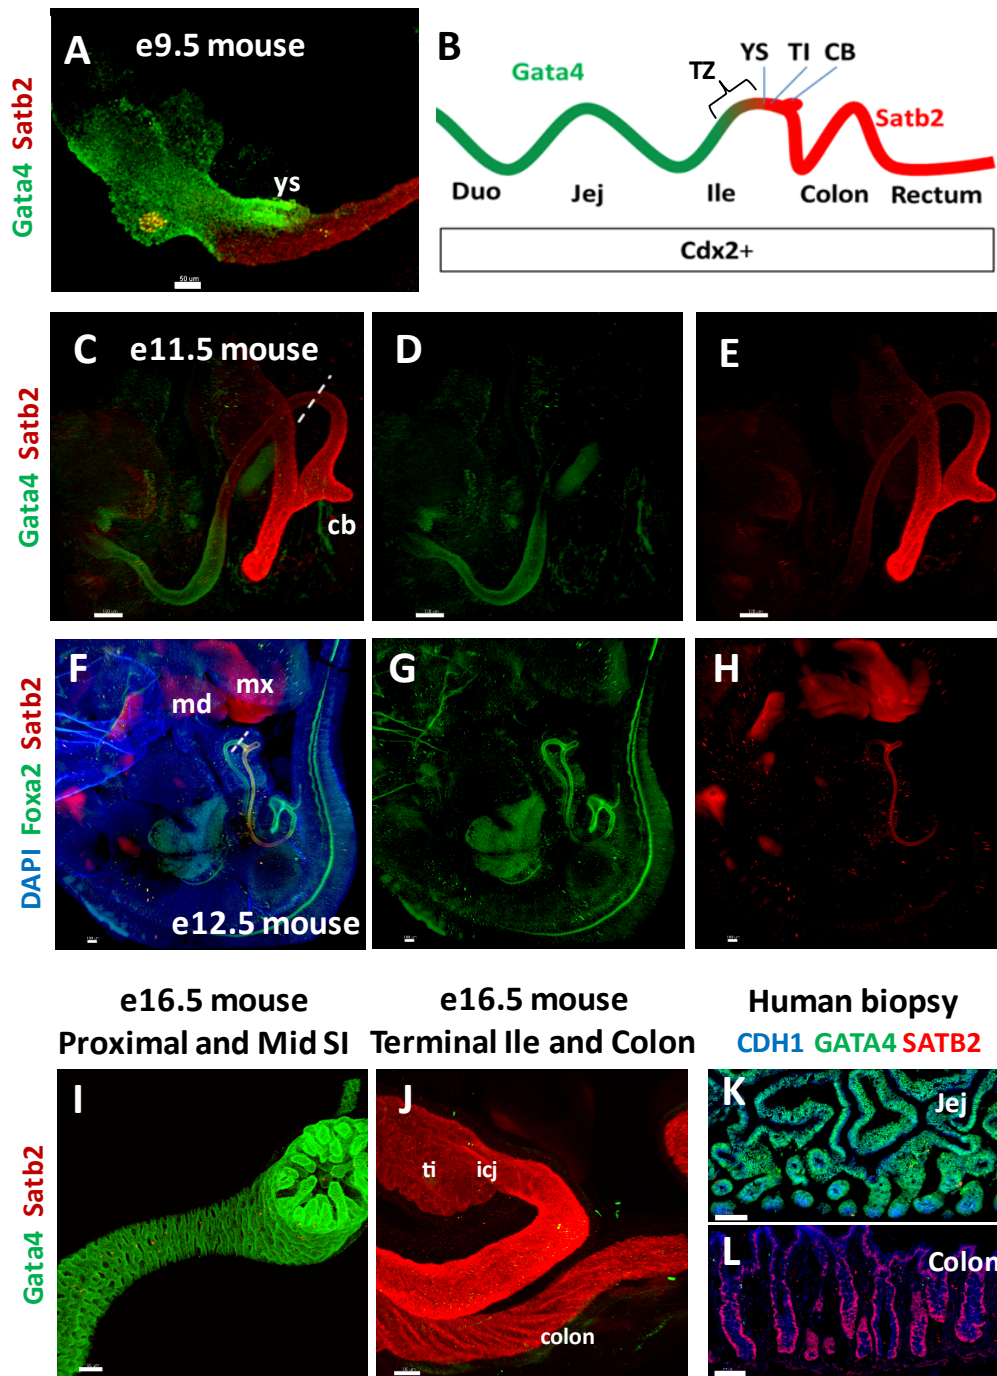 A
e9.5 mouse
Gata4 Satb2
ys
50 um
B
YS TI CB
TZ
Gata4
Satb2
Duo
Jej
Ile
Colon
Rectum
Cdx2+
C
e11.5 mouse
Gata4 Satb2
cb
D
E
F
md
mx
DAPI Foxa2 Satb2
e12.5 mouse
G
H
e16.5 mouse
Proximal and Mid SI
e16.5 mouse
Terminal Ile and Colon
Human biopsy
CDH1 GATA4 SATB2
I
Gata4 Satb2
J
ti
icj
colon
K
Jej
L
Colon